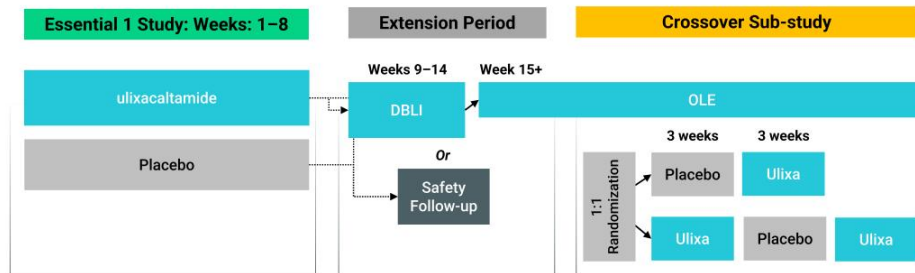 Essential 1 Study: Weeks: 1–8
Extension Period
Crossover Sub-study
Weeks 9–14
Week 15+
ulixacaltamide
DBLI
OLE
Placebo
Or
Safety
Follow-up
3 weeks
3 weeks
1:1
Randomization
Placebo
Ulixa
Ulixa
Placebo
Ulixa